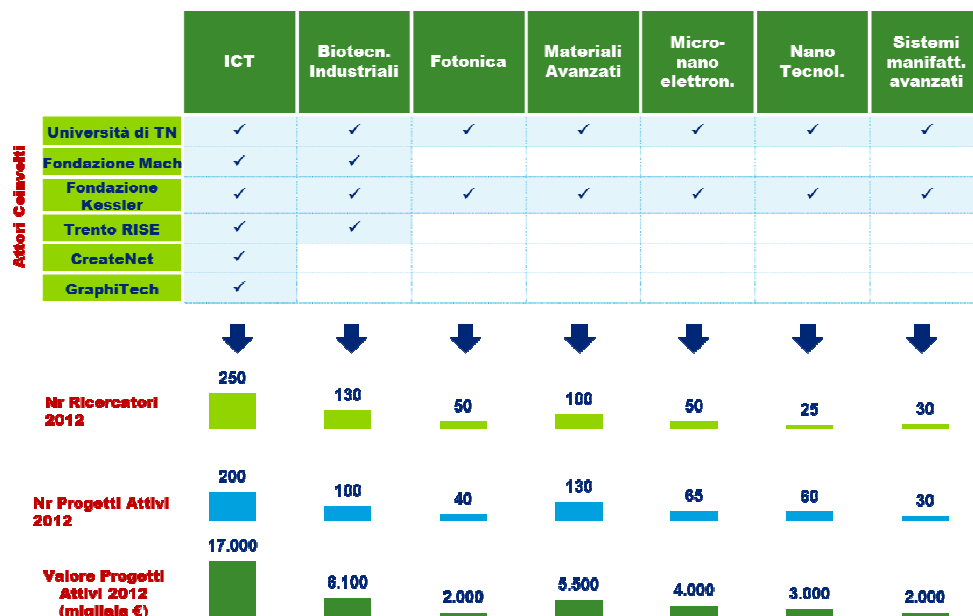 ICT
Biotecn.
Industriali
Fotonica
Materiali
Avanzati
Micro-
nano
elettron.
Nano
Tecnol.
Sistemi
manifatt.
avanzati
Attori Coinvolti
Università di TN ✓ ✓ ✓ ✓ ✓ ✓ ✓
Fondazione Mach ✓ ✓
Fondazione
Kessler ✓ ✓ ✓ ✓ ✓ ✓ ✓
Trento RISE ✓ ✓
CreateNet ✓
GraphiTech ✓
Nr Ricercatori
2012
250 130 50 100 50 25 30
Nr Progetti Attivi
2012
200 100 40 130 65 60 30
Valore Progetti
Attivi 2012
(migliaia €)
17.000 6.100 2.000 5.500 4.000 3.000 2.000